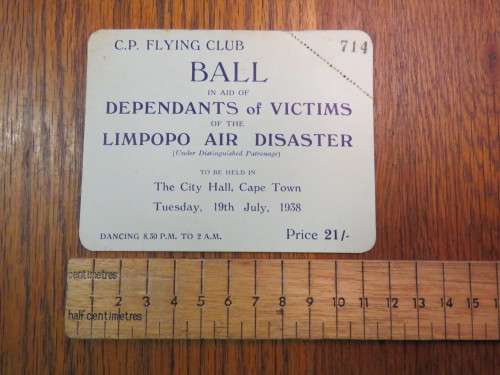 C.P. FLYING CLUB
714
BALL
IN AID OF
DEPENDANTS of VICTIMS
OF THE
LIMPOPO AIR DISASTER
(Under Distinguished Patronage)
TO BE HELD IN
The City Hall, Cape Town
Tuesday, 19th July, 1938
DANCING 8.30 P.M. TO 2 A.M.
Price 21/-
centimetres
1 2 3 4 5 6 7 8 9 10 11 12 13 14 15
half centimetres